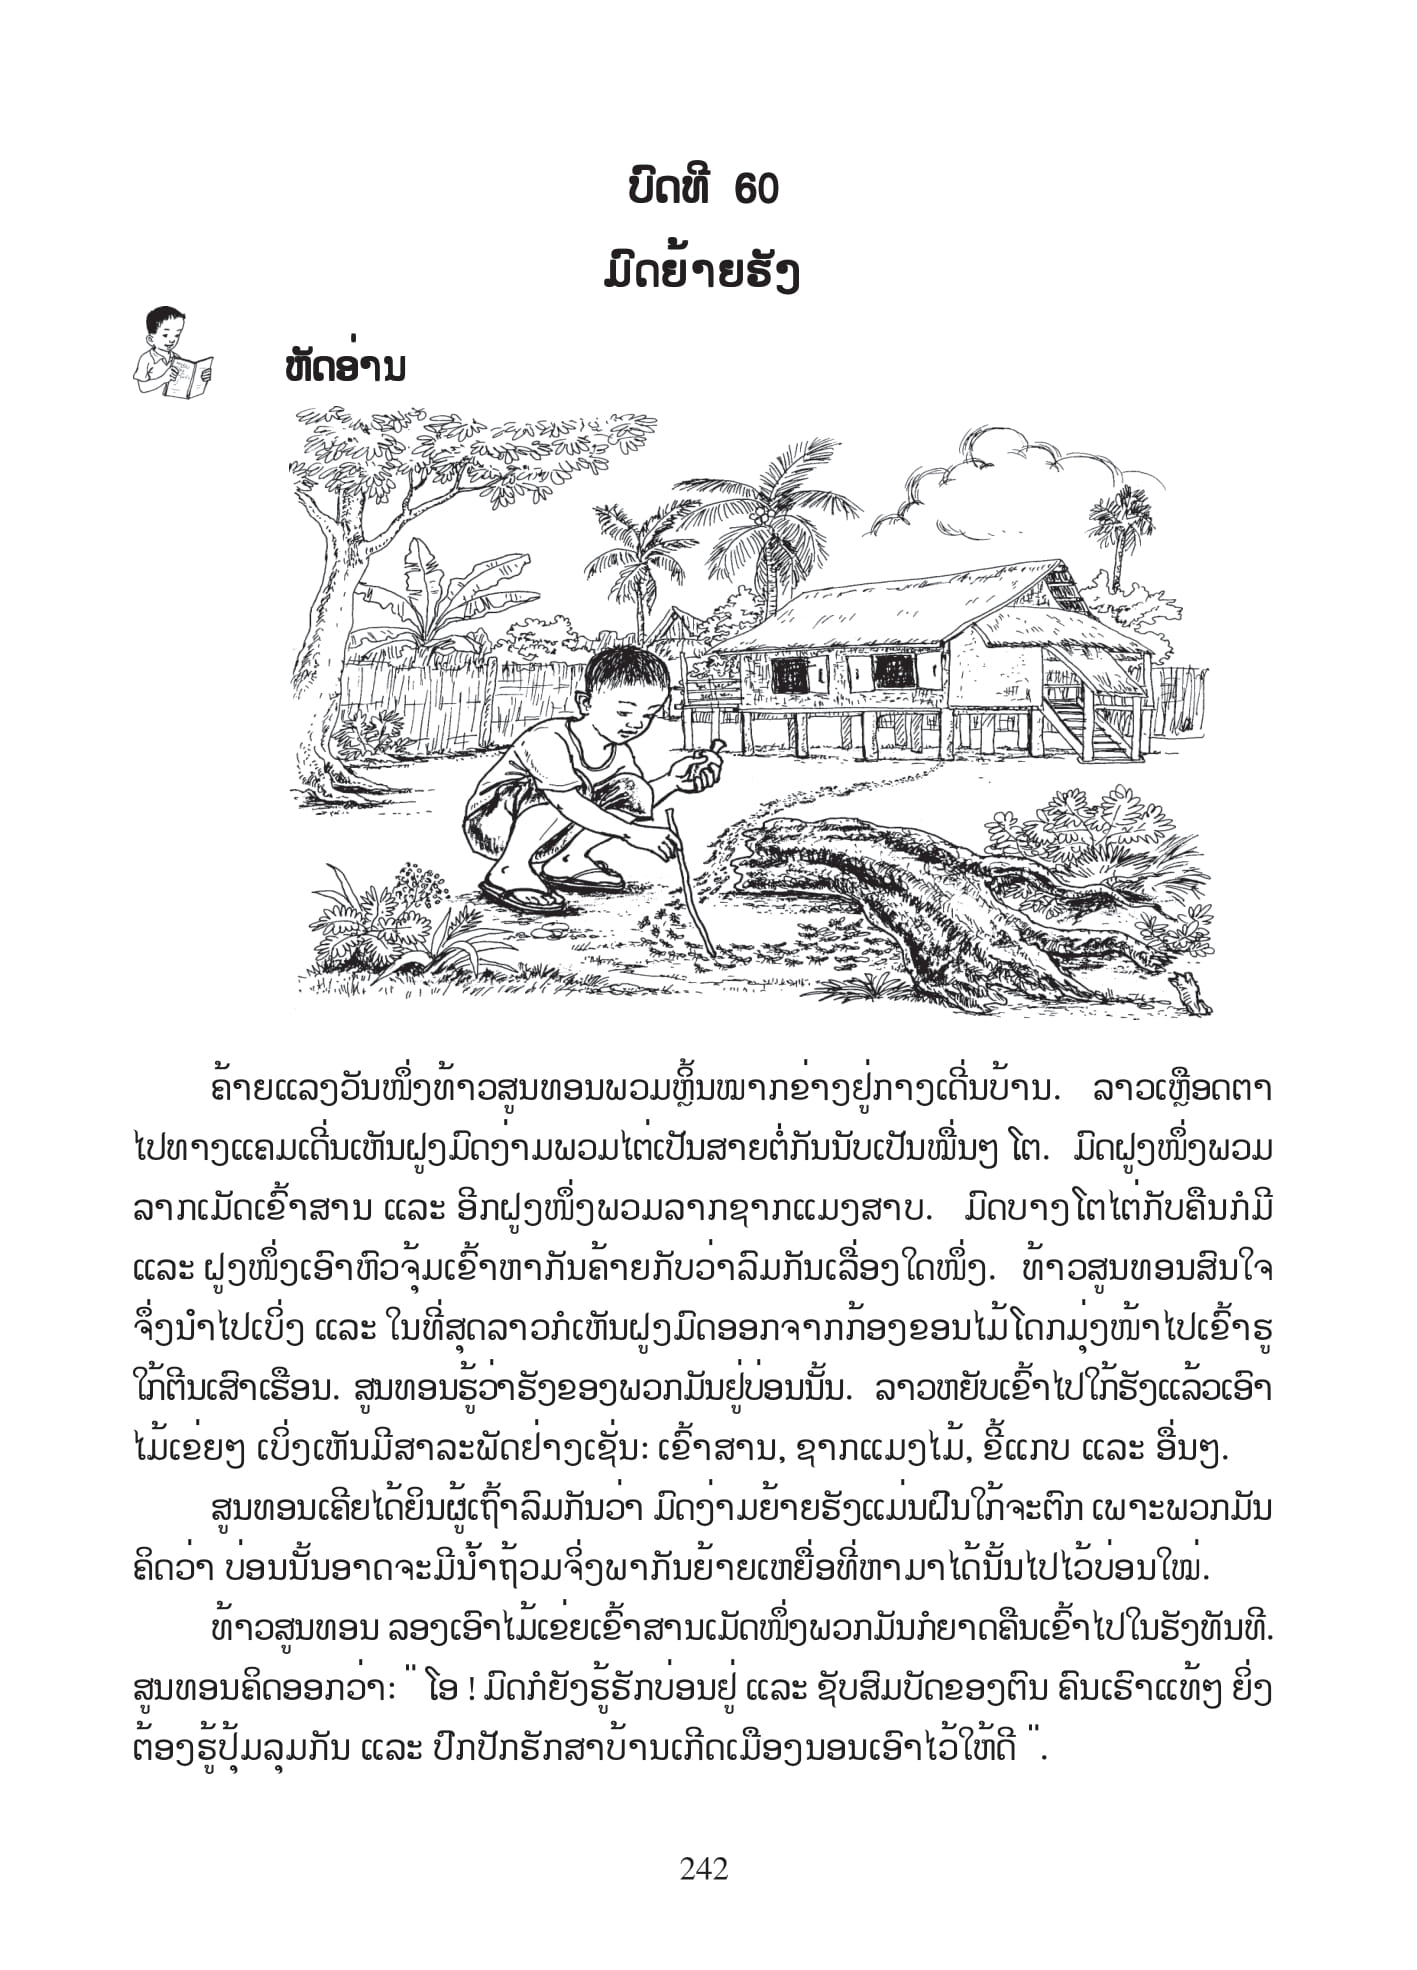 ບົດທີ 60
ມົດຍ້າຍຮັງ
ຫັດອ່ານ
ຄ້າຍແລງວັນໜຶ່ງທ້າວສູນທອນພວມຫຼິ້ນໝາກຂ່າງຢູ່ກາງເດີ່ນບ້ານ. ລາວເຫຼືອດຕາ
ໄປທາງແຄມເດີ່ນເຫັນຝູງມົດງ່າມພວມໄຕ່ເປັນສາຍຕໍ່ກັນນັບເປັນໝື່ນໆ ໂຕ. ມົດຝູງໜຶ່ງພວມ
ລາກເມັດເຂົ້າສານ ແລະ ອີກຝູງໜຶ່ງພວມລາກຊາກແມງສາບ. ມົດບາງໂຕໄຕ່ກັບຄືນກໍມີ
ແລະ ຝູງໜຶ່ງເອົາຫົວຈຸ້ມເຂົ້າຫາກັນຄ້າຍກັບວ່າລົມກັນເລື່ອງໃດໜຶ່ງ. ທ້າວສູນທອນສົນໃຈ
ຈຶ່ງນຳໄປເບິ່ງ ແລະ ໃນທີ່ສຸດລາວກໍເຫັນຝູງມົດອອກຈາກກ້ອງຂອນໄມ້ໂດກມຸ່ງໜ້າໄປເຂົ້າຮູ
ໃກ້ຕີນເສົາເຮືອນ. ສູນທອນຮູ້ວ່າຮັງຂອງພວກມັນຢູ່ບ່ອນນັ້ນ. ລາວຫຍັບເຂົ້າໄປໃກ້ຮັງແລ້ວເອົາ
ໄມ້ເຂ່ຍໆ ເບິ່ງເຫັນມີສາລະພັດຢ່າງເຊັ່ນ: ເຂົ້າສານ, ຊາກແມງໄມ້, ຂີ້ແກບ ແລະ ອື່ນໆ.
ສູນທອນເຄີຍໄດ້ຍິນຜູ້ເຖົ້າລົມກັນວ່າ ມົດງ່າມຍ້າຍຮັງແມ່ນຝົນໃກ້ຈະຕົກ ເພາະພວກມັນ
ຄິດວ່າ ບ່ອນນັ້ນອາດຈະມີນ້ຳຖ້ວມຈຶ່ງພາກັນຍ້າຍເຫຍື່ອທີ່ຫາມາໄດ້ນັ້ນໄປໄວ້ບ່ອນໃໝ່.
ທ້າວສູນທອນ ລອງເອົາໄມ້ເຂ່ຍເຂົ້າສານເມັດໜຶ່ງພວກມັນກໍຍາດຄືນເຂົ້າໄປໃນຮັງທັນທີ.
ສູນທອນຄິດອອກວ່າ: " ໂອ ! ມົດກໍຍັງຮູ້ຮັກບ່ອນຢູ່ ແລະ ຊັບສົມບັດຂອງຕົນ ຄົນເຮົາແທ້ໆ ຍິ່ງ
ຕ້ອງຮູ້ປຸ້ມລຸມກັນ ແລະ ປົກປັກຮັກສາບ້ານເກີດເມືອງນອນເອົາໄວ້ໃຫ້ດີ ".
242